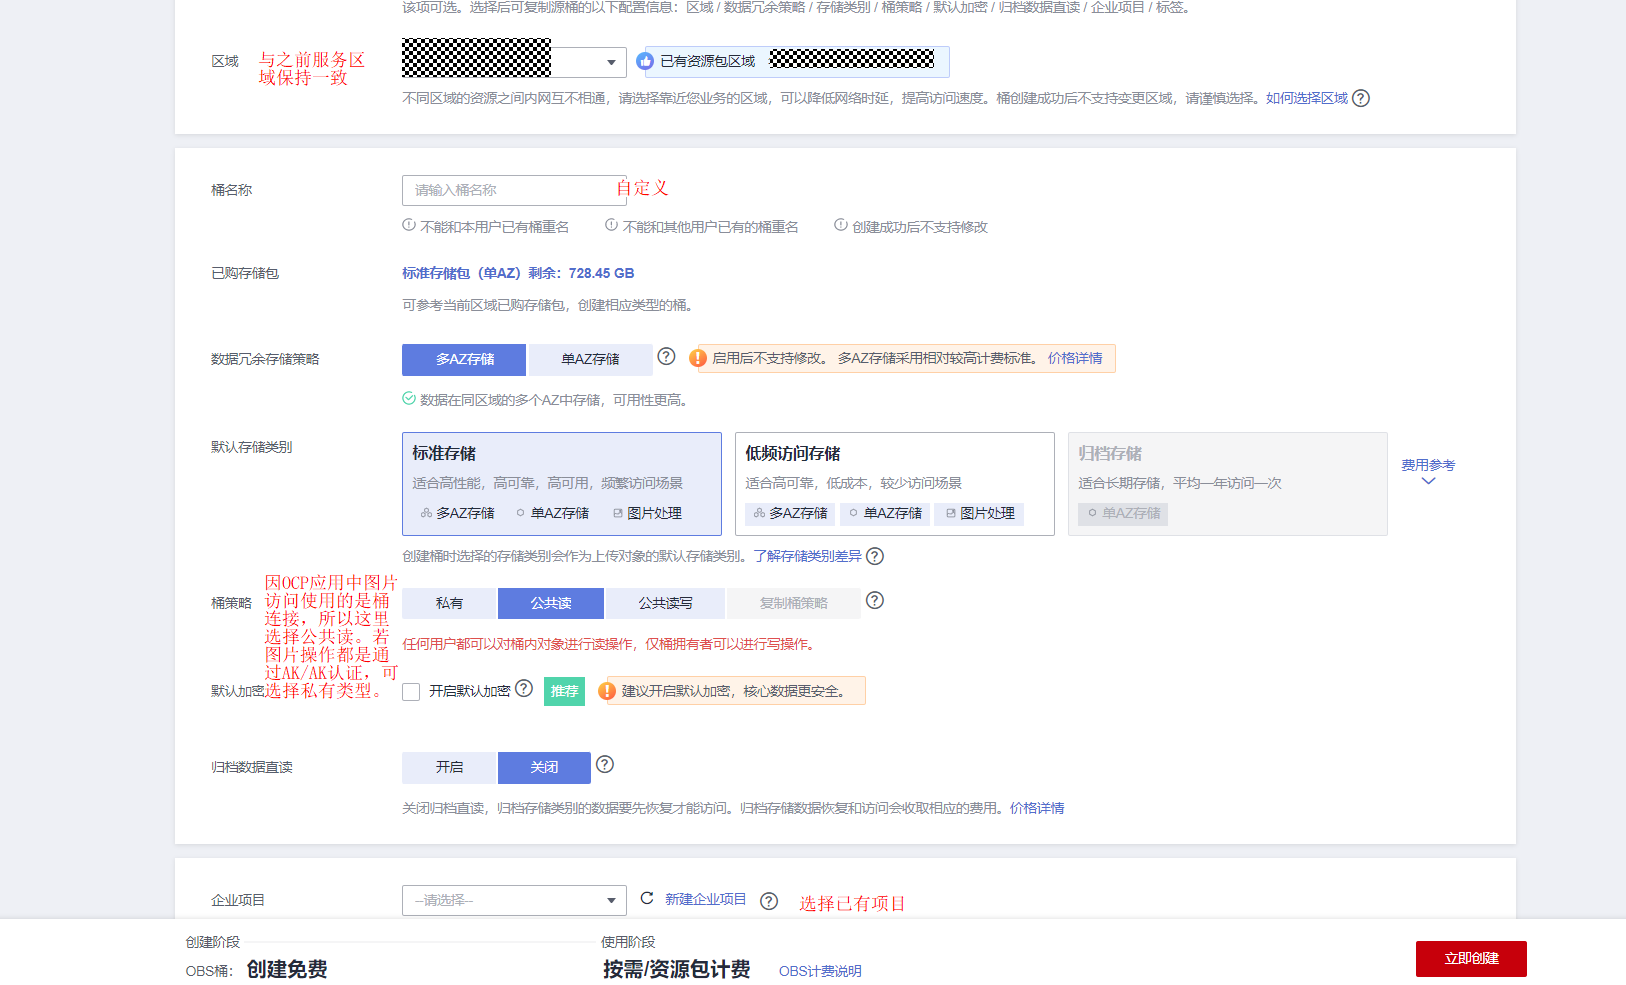 该项可选。选择后可复制源桶的以下配置信息：区域 / 数据冗余策略 / 存储类别 / 桶策略 / 默认加密 / 归档数据直读 / 企业项目 / 标签。
区域
与之前服务区
域保持一致
已有资源包区域
不同区域的资源之间内网互不相通，请选择靠近您业务的区域，可以降低网络时延，提高访问速度。桶创建成功后不支持变更区域，请谨慎选择。如何选择区域
桶名称
请输入桶名称
自定义
不能和本用户已有桶重名 不能和其他用户已有的桶重名 创建成功后不支持修改
已购存储包
标准存储包（单AZ）剩余：728.45 GB
可参考当前区域已购存储包，创建相应类型的桶。
数据冗余存储策略
多AZ存储 单AZ存储
启用后不支持修改。 多AZ存储采用相对较高计费标准。 价格详情
数据在同区域的多个AZ中存储，可用性更高。
默认存储类别
标准存储
适合高性能，高可靠，高可用，频繁访问场景
多AZ存储 单AZ存储 图片处理
低频访问存储
适合高可靠，低成本，较少访问场景
多AZ存储 单AZ存储 图片处理
归档存储
适合长期存储，平均一年访问一次
单AZ存储
费用参考
创建桶时选择的存储类别会作为上传对象的默认存储类别。了解存储类别差异
桶策略
因OCP应用中图片
访问使用的是桶
连接，所以这里
选择公共读。若
图片操作都是通
过AK/AK认证，可
选择私有类型。
私有 公共读 公共读写 复制桶策略
任何用户都可以对桶内对象进行读操作，仅桶拥有者可以进行写操作。
默认加密
开启默认加密
推荐
建议开启默认加密，核心数据更安全。
归档数据直读
开启 关闭
关闭归档直读，归档存储类别的数据要先恢复才能访问。归档存储数据恢复和访问会收取相应的费用。价格详情
企业项目
--请选择--
新建企业项目
选择已有项目
创建阶段
使用阶段
OBS桶： 创建免费
按需/资源包计费 OBS计费说明
立即创建